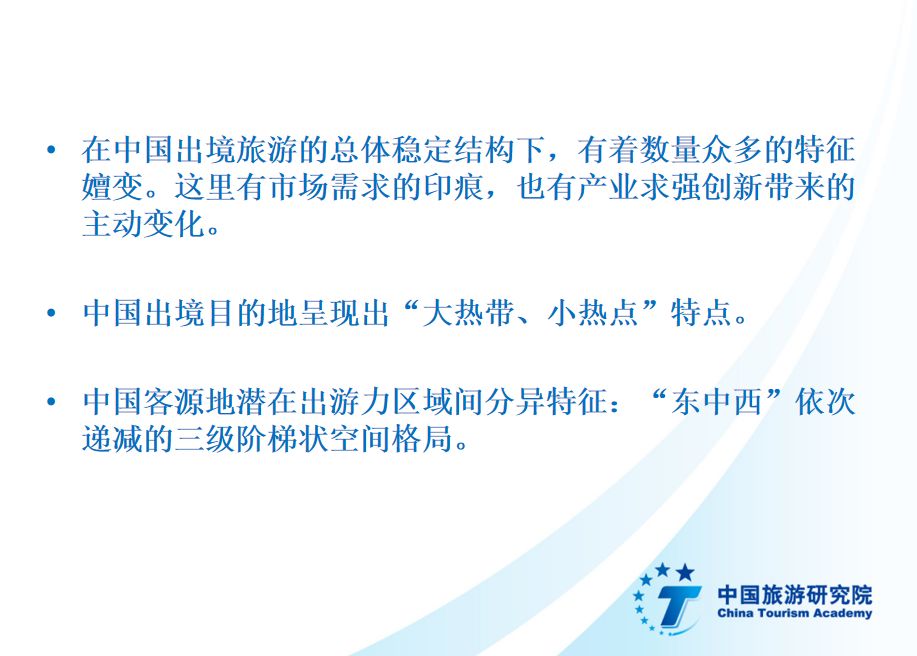 • 在中国出境旅游的总体稳定结构下，有着数量众多的特征
嬗变。这里有市场需求的印痕，也有产业求强创新带来的
主动变化。
• 中国出境目的地呈现出“大热带、小热点”特点。
• 中国客源地潜在出游力区域间分异特征：“东中西”依次
递减的三级阶梯状空间格局。
中国旅游研究院
China Tourism Academy